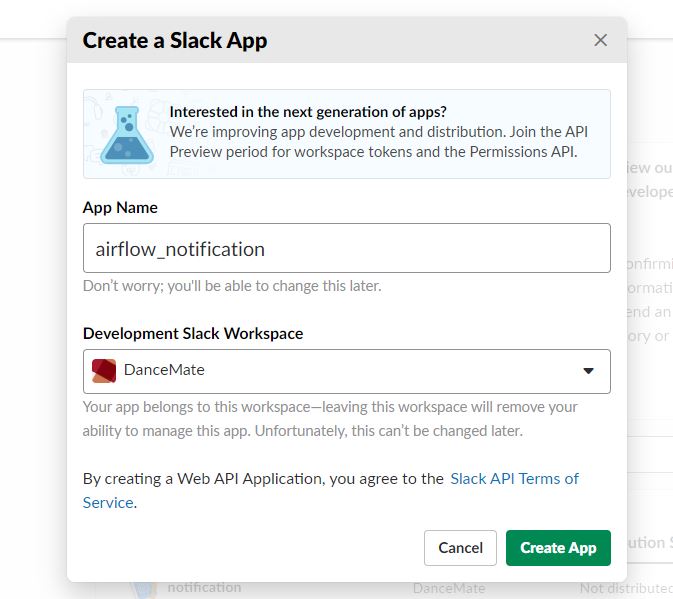 Create a Slack App
Interested in the next generation of apps?
We're improving app development and distribution. Join the API
Preview period for workspace tokens and the Permissions API.
App Name
airflow_notification
Don't worry; you'll be able to change this later.
Development Slack Workspace
DanceMate
Your app belongs to this workspace—leaving this workspace will remove your
ability to manage this app. Unfortunately, this can't be changed later.
By creating a Web API Application, you agree to the Slack API Terms of
Service.
Cancel
Create App
notification
DanceMate
Not distributed